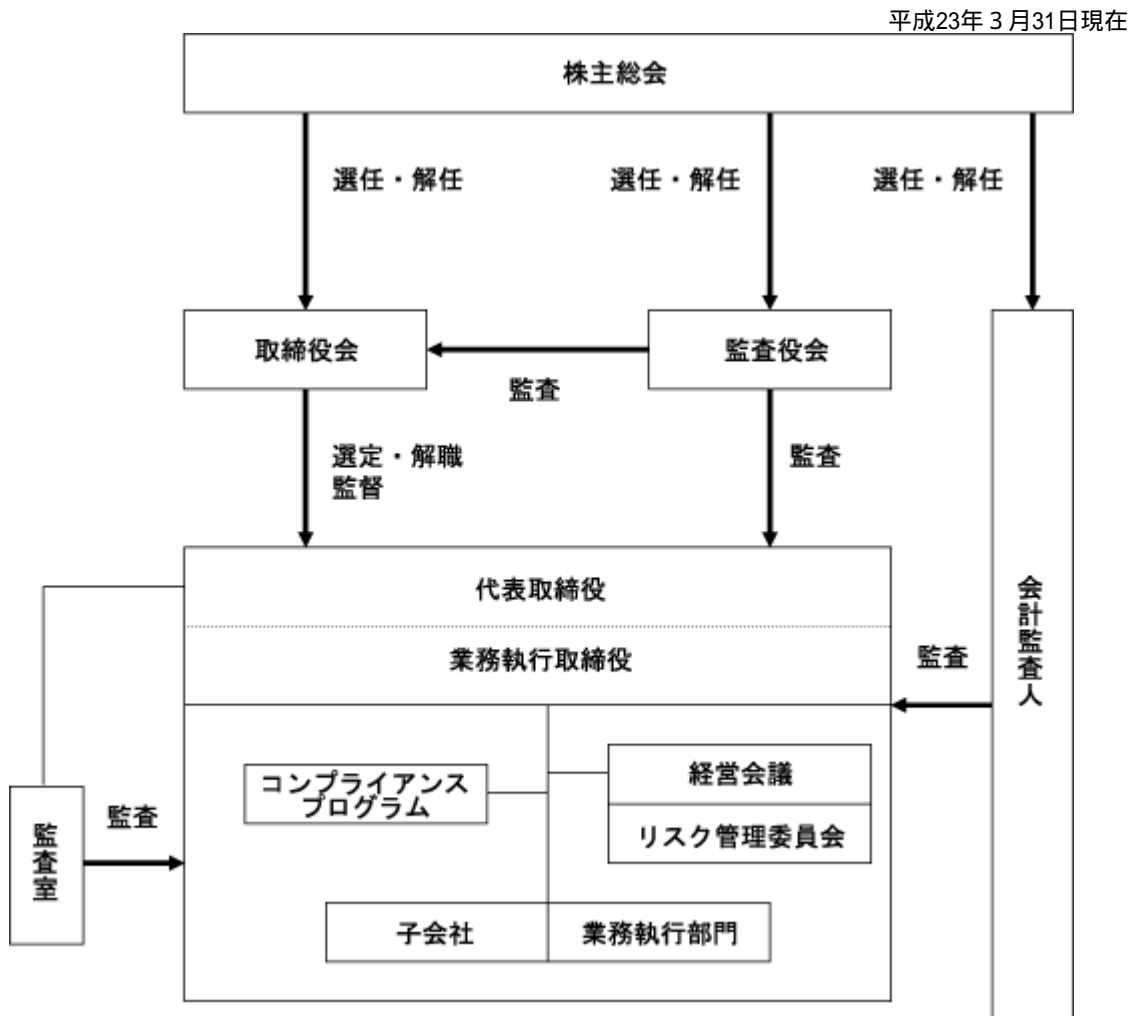 平成23年３月31日現在
株主総会
選任・解任
選任・解任
選任・解任
取締役会
監査役会
監査
選定・解職
監督
監査
代表取締役
業務執行取締役
監査
会計監査人
コンプライアンス
プログラム
経営会議
リスク管理委員会
監査
監査室
子会社
業務執行部門